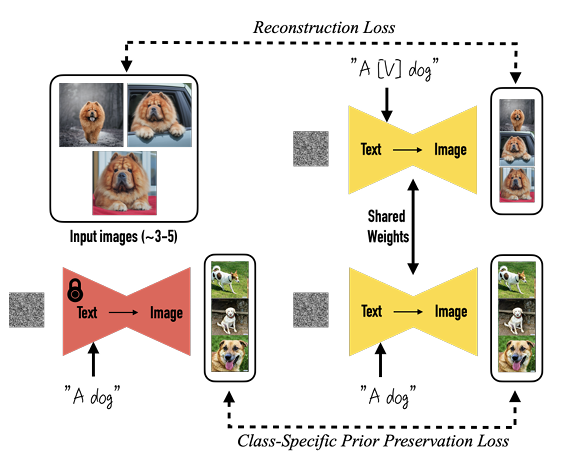 Reconstruction Loss
"A [V] dog"
Text → Image
Input images (~3-5)
Shared
Weights
Text → Image
Text → Image
"A dog"
"A dog"
Class-Specific Prior Preservation Loss